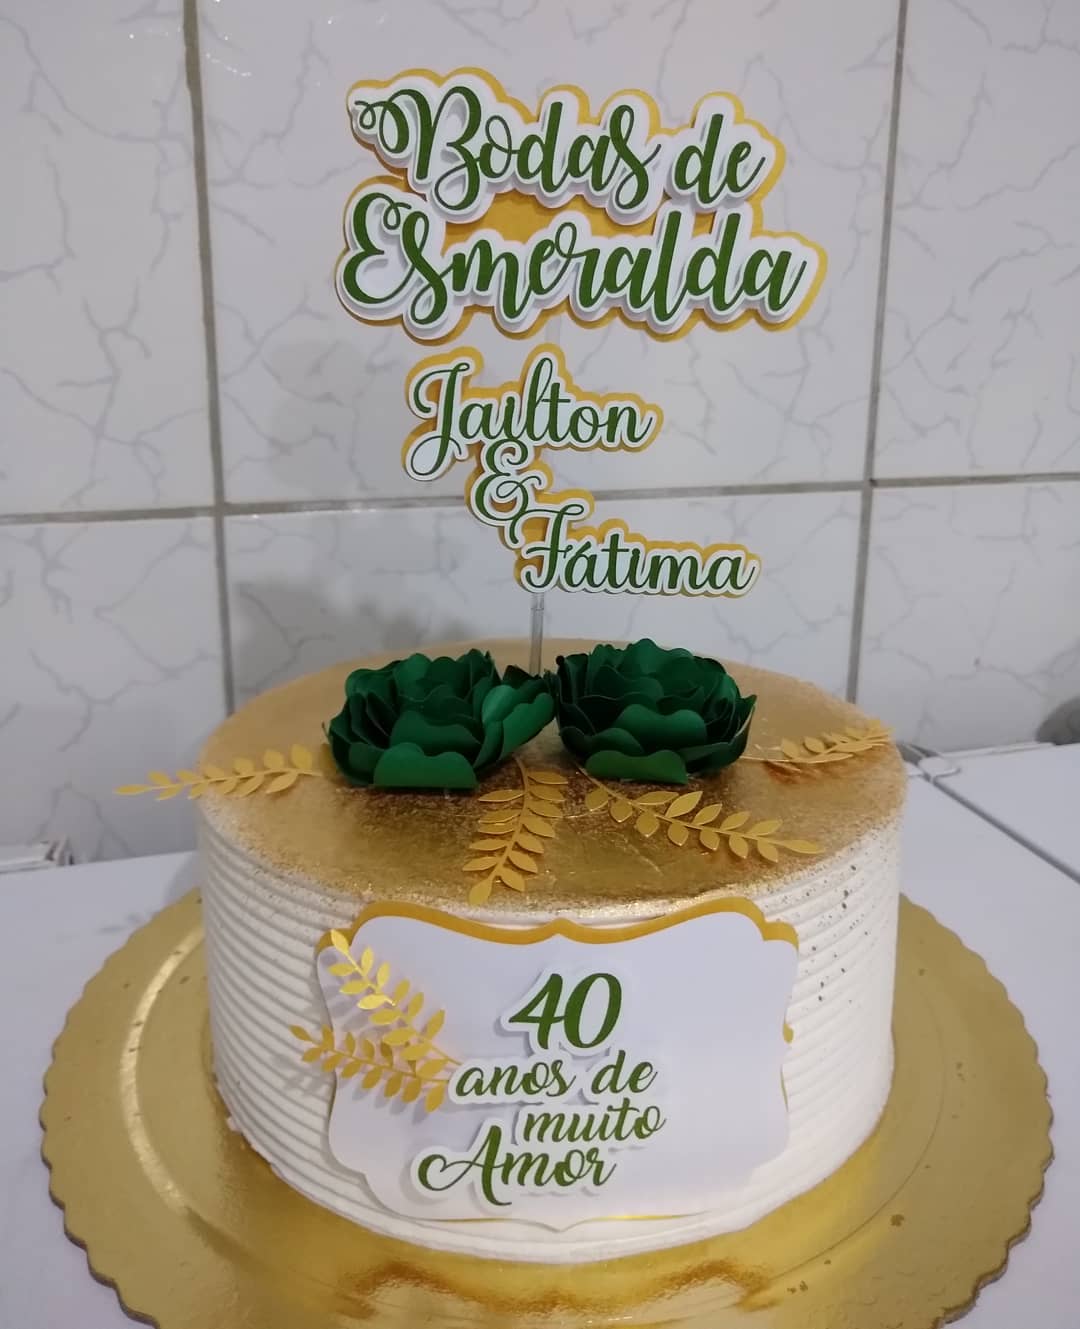 Bodas de
Esmeralda
Jailton
&
Fátima
40
anos de
muito
Amor